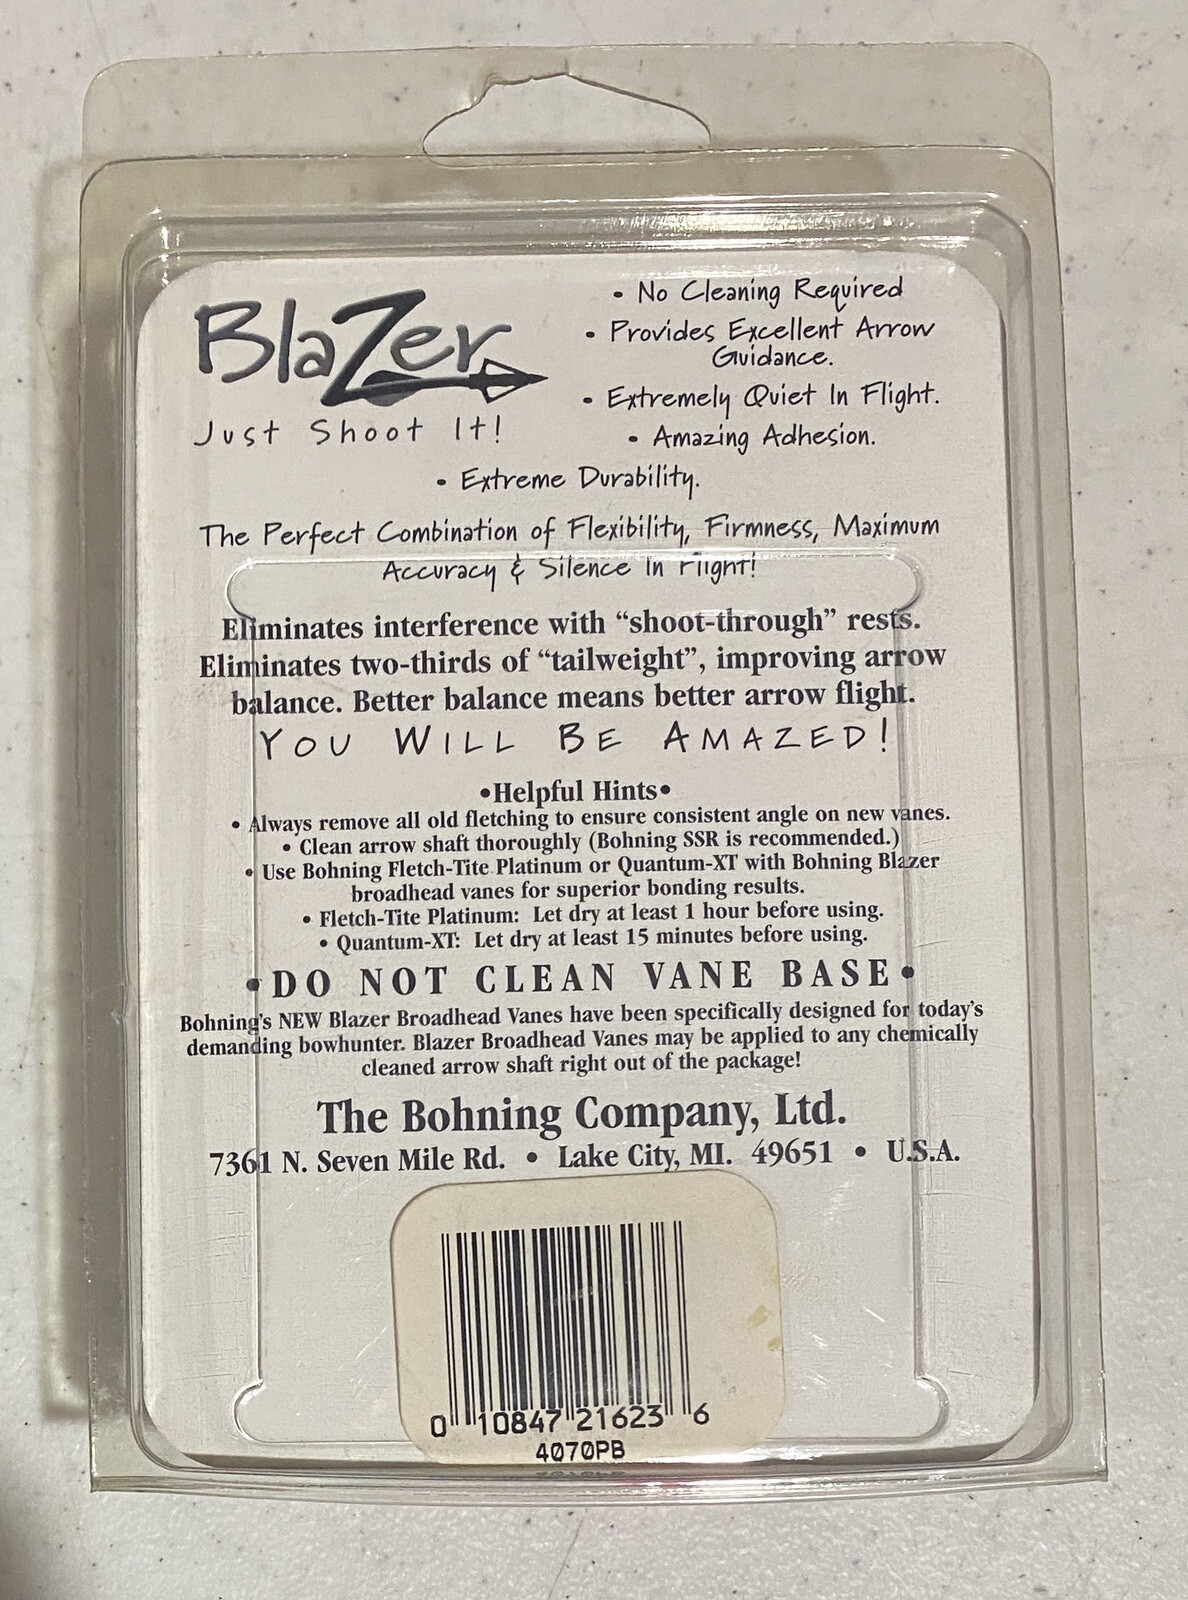 Blazer
Just Shoot It!
• No Cleaning Required
• Provides Excellent Arrow
Guidance.
• Extremely Quiet In Flight.
• Amazing Adhesion.
• Extreme Durability.
The Perfect Combination of Flexibility, Firmness, Maximum
Accuracy & Silence In Flight!
Eliminates interference with “shoot-through” rests.
Eliminates two-thirds of “tailweight”, improving arrow
balance. Better balance means better arrow flight.
YOU WILL BE AMAZED!
•Helpful Hints•
• Always remove all old fletching to ensure consistent angle on new vanes.
• Clean arrow shaft thoroughly (Bohning SSR is recommended.)
• Use Bohning Fletch-Tite Platinum or Quantum-XT with Bohning Blazer
broadhead vanes for superior bonding results.
• Fletch-Tite Platinum: Let dry at least 1 hour before using.
• Quantum-XT: Let dry at least 15 minutes before using.
•DO NOT CLEAN VANE BASE•
Bohning's NEW Blazer Broadhead Vanes have been specifically designed for today's
demanding bowhunter. Blazer Broadhead Vanes may be applied to any chemically
cleaned arrow shaft right out of the package!
The Bohning Company, Ltd.
7361 N. Seven Mile Rd. • Lake City, MI. 49651 • U.S.A.
0 10847 21623 6
4070PB